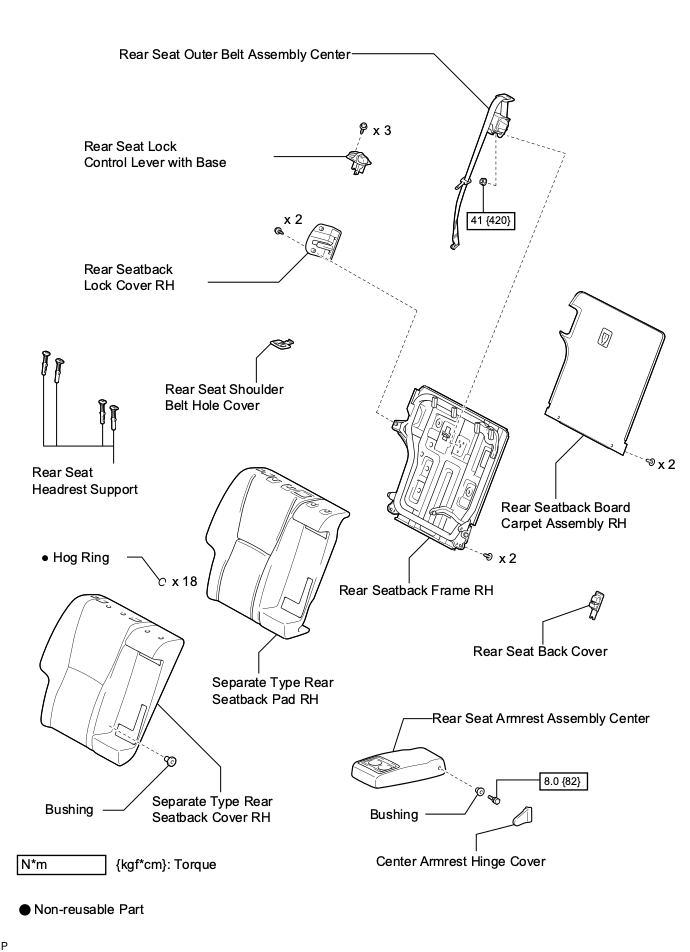 Rear Seat Outer Belt Assembly Center
x 3
Rear Seat Lock
Control Lever with Base
41 {420}
x 2
Rear Seatback
Lock Cover RH
Rear Seat Shoulder
Belt Hole Cover
Rear Seat
Headrest Support
x 2
Rear Seatback Board
Carpet Assembly RH
x 2
● Hog Ring
x 18
Rear Seatback Frame RH
Rear Seat Back Cover
Separate Type Rear
Seatback Pad RH
Rear Seat Armrest Assembly Center
8.0 {82}
Bushing
Separate Type Rear
Seatback Cover RH
Bushing
Center Armrest Hinge Cover
N*m {kgf*cm}: Torque
● Non-reusable Part
P